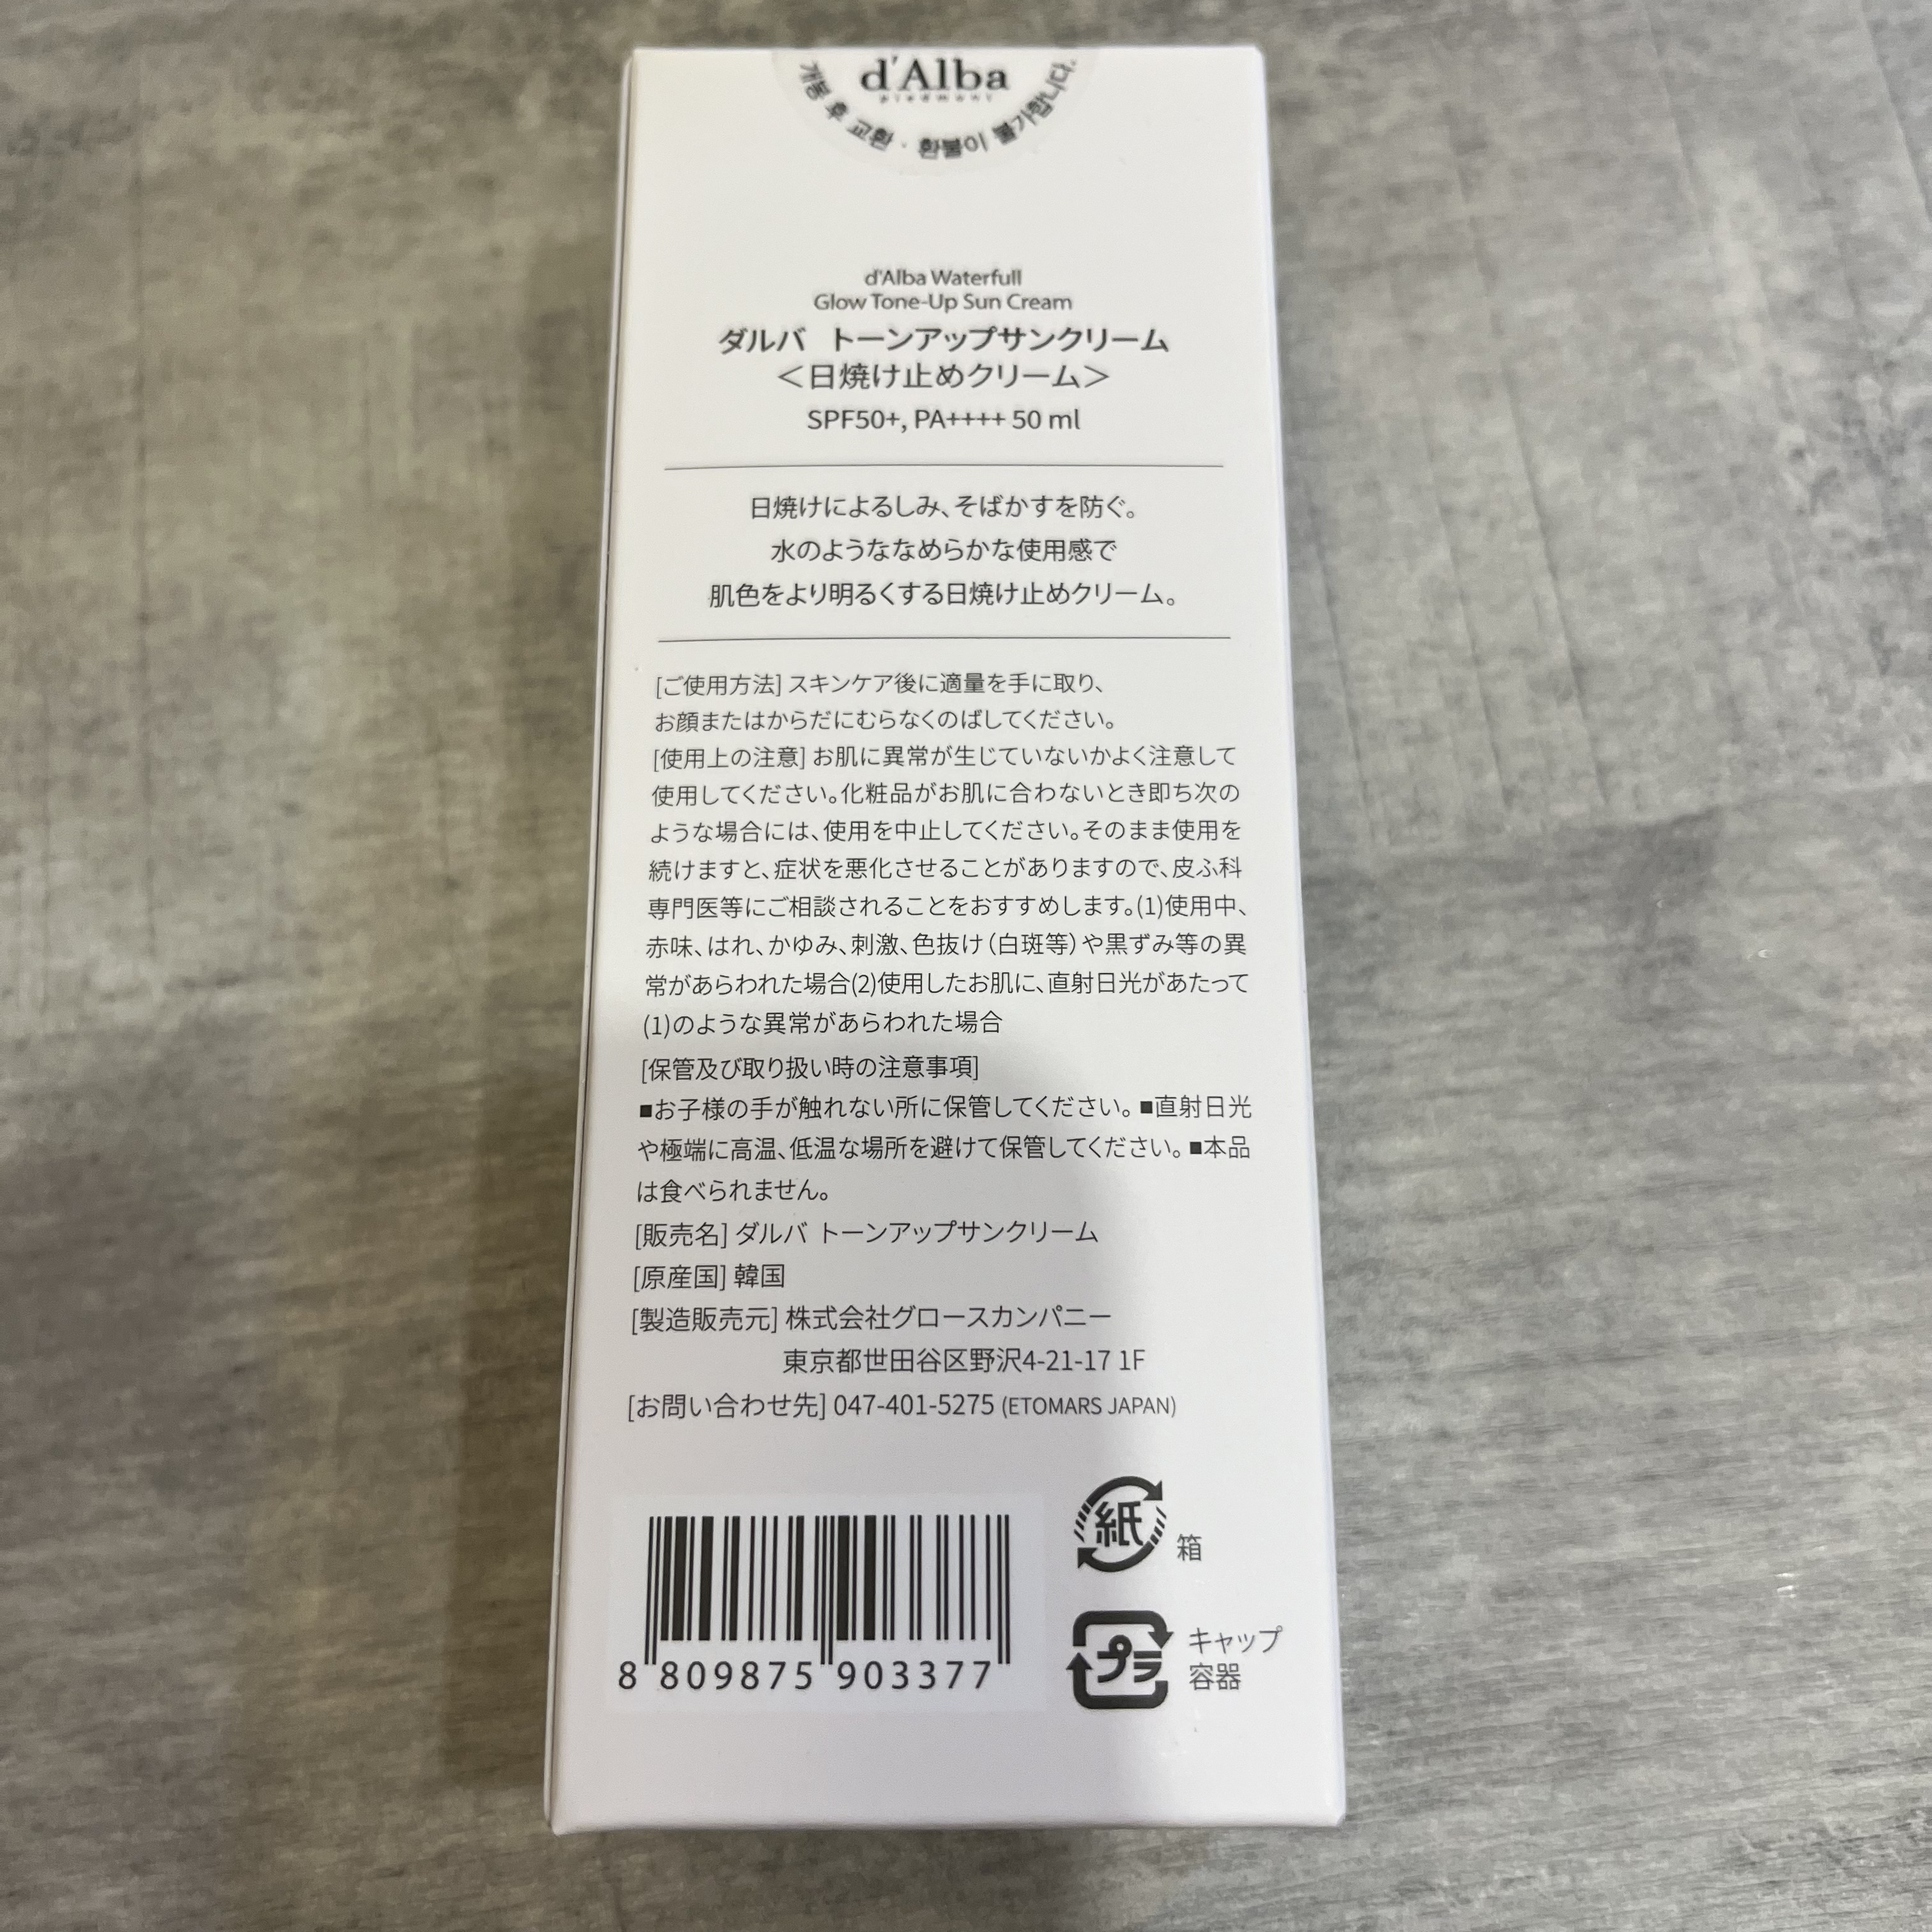 d'Alba
piedmont
개봉 후 교환 · 환불이 불가합니다.
d'Alba Waterfull
Glow Tone-Up Sun Cream
ダルバ トーンアップサンクリーム
＜日焼け止めクリーム＞
SPF50+, PA++++ 50 ml
日焼けによるしみ、そばかすを防ぐ。
水のようななめらかな使用感で
肌色をより明るくする日焼け止めクリーム。
[ご使用方法] スキンケア後に適量を手に取り、
お顔またはからだにむらなくのばしてください。
[使用上の注意] お肌に異常が生じていないかよく注意して
使用してください。化粧品がお肌に合わないとき即ち次の
ような場合には、使用を中止してください。そのまま使用を
続けますと、症状を悪化させることがありますので、皮ふ科
専門医等にご相談されることをおすすめします。(1)使用中、
赤味、はれ、かゆみ、刺激、色抜け（白斑等）や黒ずみ等の異
常があらわれた場合(2)使用したお肌に、直射日光があたって
(1)のような異常があらわれた場合
[保管及び取り扱い時の注意事項]
■お子様の手が触れない所に保管してください。■直射日光
や極端に高温、低温な場所を避けて保管してください。■本品
は食べられません。
[販売名] ダルバ トーンアップサンクリーム
[原産国] 韓国
[製造販売元] 株式会社グロースカンパニー
東京都世田谷区野沢4-21-17 1F
[お問い合わせ先] 047-401-5275 (ETOMARS JAPAN)
紙 箱
プラ キャップ
容器
8 809875 903377